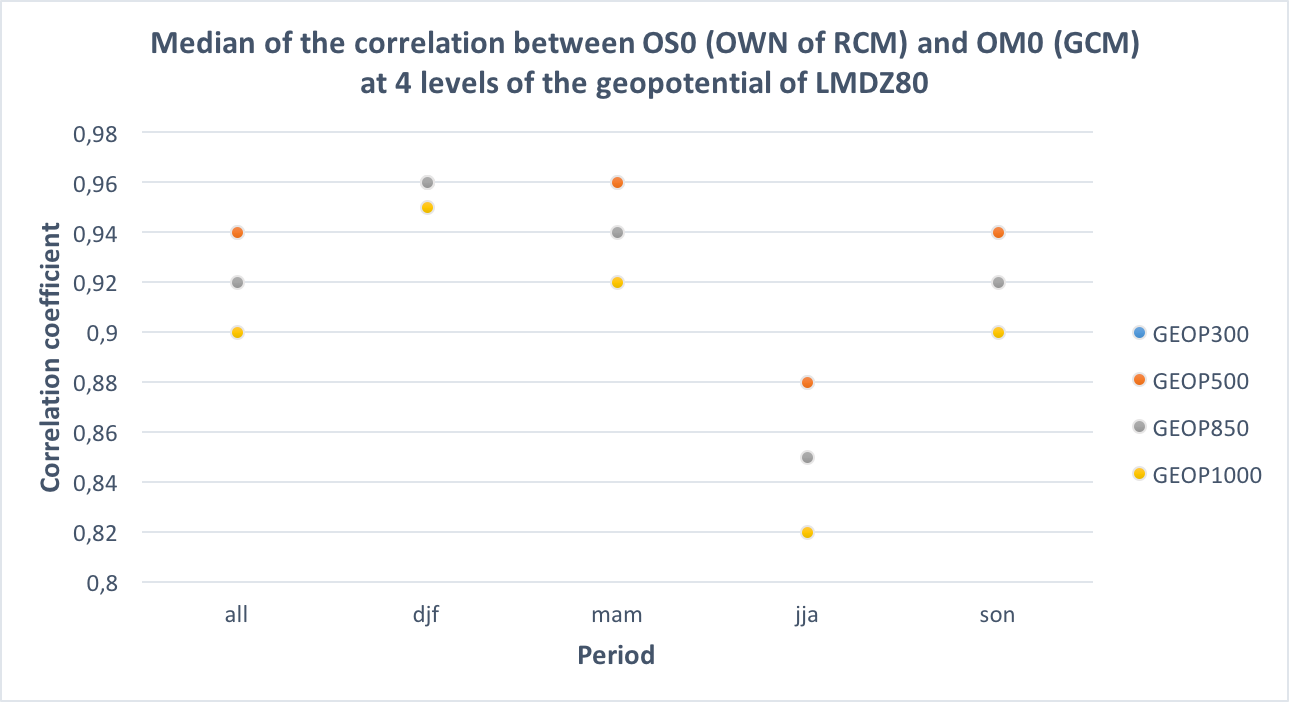 Median of the correlation between OS0 (OWN of RCM) and OM0 (GCM)
at 4 levels of the geopotential of LMDZ80
Correlation coefficient
0,98
0,96
0,94
0,92
0,9
0,88
0,86
0,84
0,82
0,8
all
djf
mam
jja
son
Period
GEOP300
GEOP500
GEOP850
GEOP1000